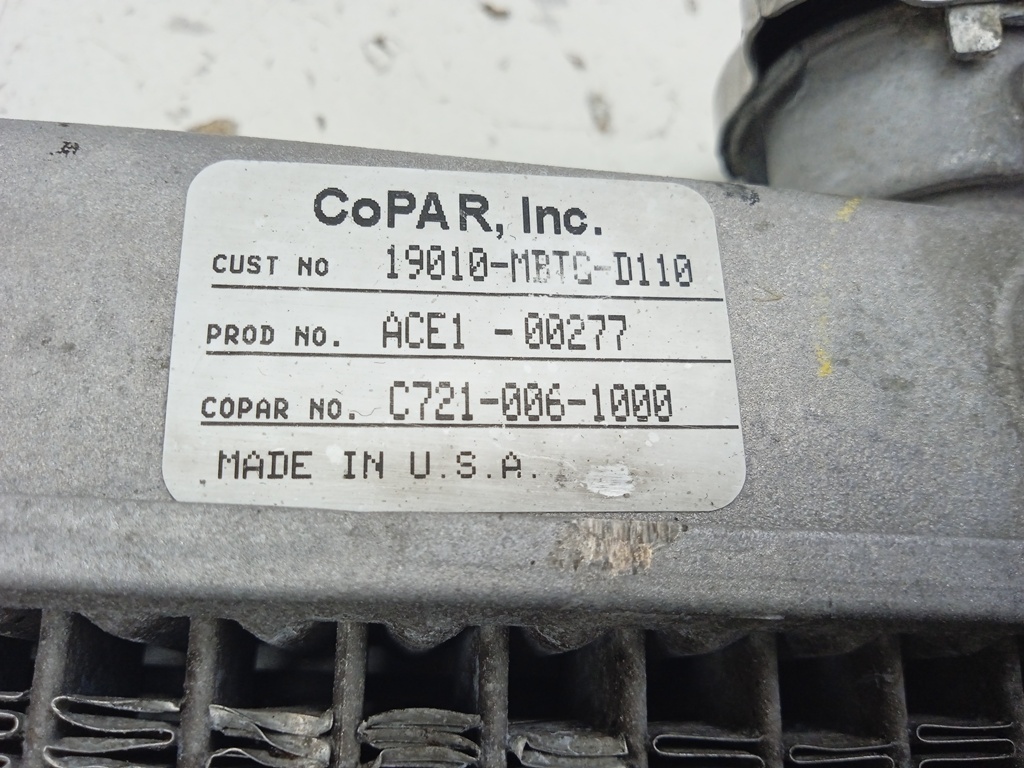 CoPAR, Inc.
CUST NO 19010-MBTC-D110
PROD NO. ACE1 -00277
COPAR NO. C721-006-1000
MADE IN U.S.A.